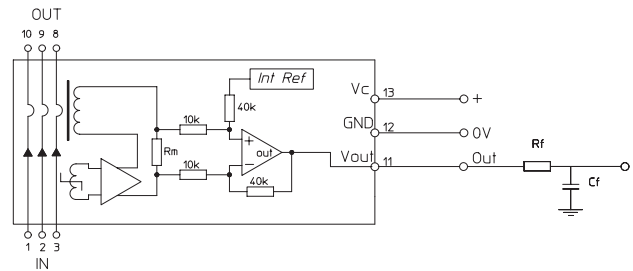 OUT
10 9 8
Int Ref
Vc 13 +
40k
10k
GND 12 0V
Rm
+
out
Vout 11 Out
Rf
10k
−
40k
Cf
1 2 3
IN